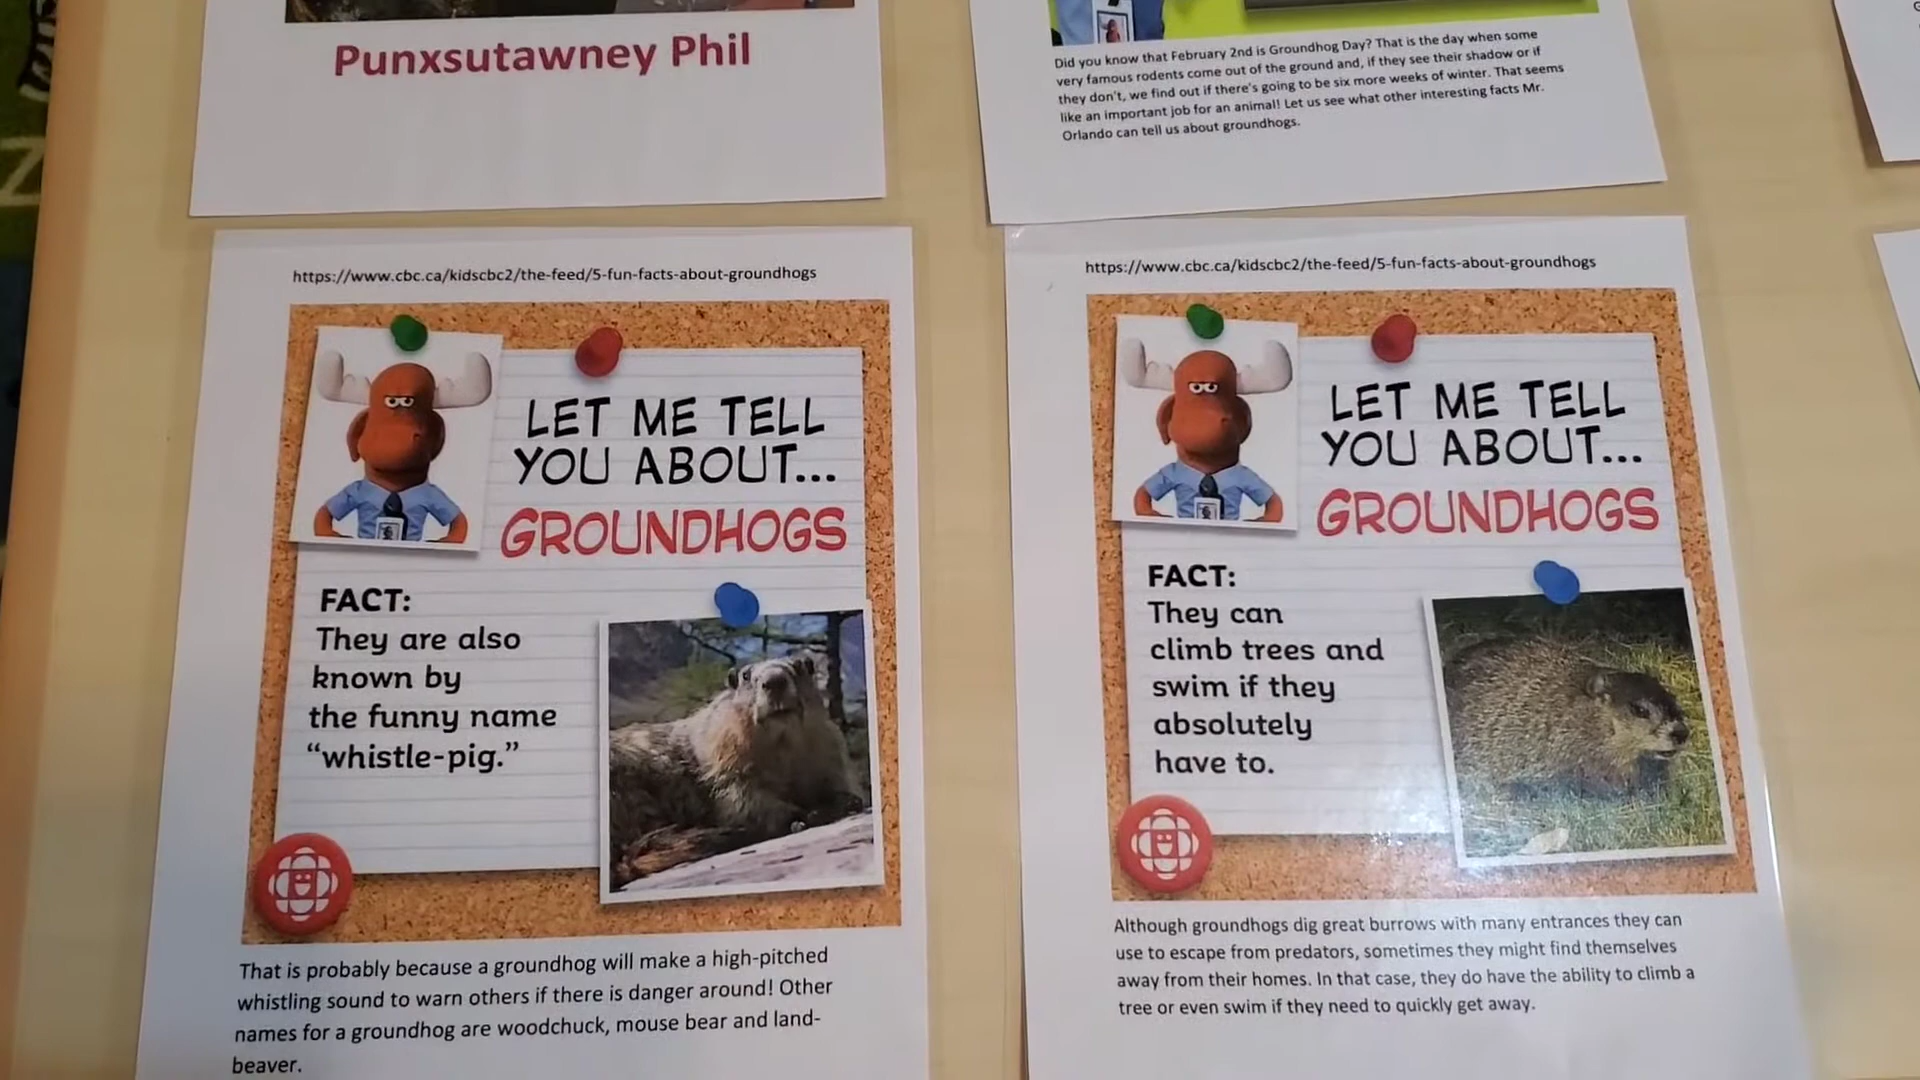 Punxsutawney Phil
Did you know that February 2nd is Groundhog Day? That is the day when some
very famous rodents come out of the ground and, if they see their shadow or if
they don't, we find out if there's going to be six more weeks of winter. That seems
like an important job for an animal! Let us see what other interesting facts Mr.
Orlando can tell us about groundhogs.
https://www.cbc.ca/kidscbc2/the-feed/5-fun-facts-about-groundhogs
LET ME TELL
YOU ABOUT...
GROUNDHOGS
FACT:
They are also
known by
the funny name
“whistle-pig.”
That is probably because a groundhog will make a high-pitched
whistling sound to warn others if there is danger around! Other
names for a groundhog are woodchuck, mouse bear and land-
beaver.
https://www.cbc.ca/kidscbc2/the-feed/5-fun-facts-about-groundhogs
LET ME TELL
YOU ABOUT...
GROUNDHOGS
FACT:
They can
climb trees and
swim if they
absolutely
have to.
Although groundhogs dig great burrows with many entrances they can
use to escape from predators, sometimes they might find themselves
away from their homes. In that case, they do have the ability to climb a
tree or even swim if they need to quickly get away.